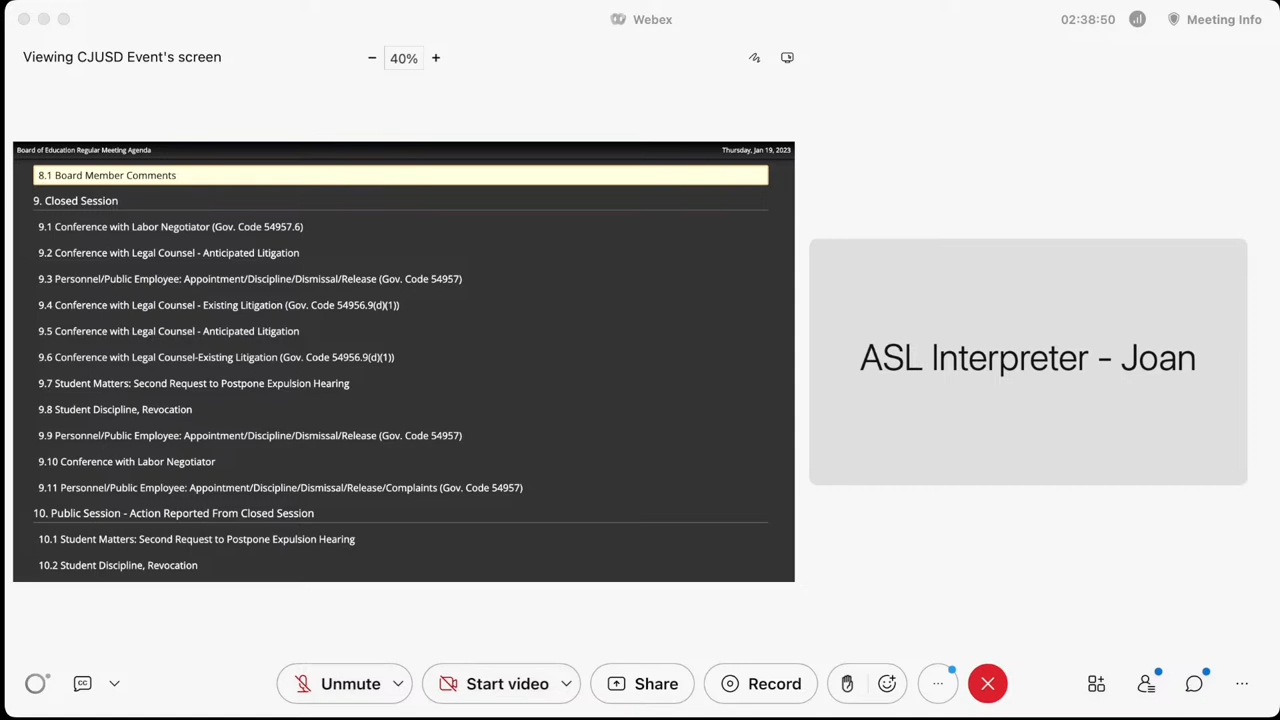 Webex
02:38:50
Meeting Info
Viewing CJUSD Event's screen
40%
Board of Education Regular Meeting Agenda
Thursday, Jan 19, 2023
8.1 Board Member Comments
9. Closed Session
9.1 Conference with Labor Negotiator (Gov. Code 54957.6)
9.2 Conference with Legal Counsel - Anticipated Litigation
9.3 Personnel/Public Employee: Appointment/Discipline/Dismissal/Release (Gov. Code 54957)
9.4 Conference with Legal Counsel - Existing Litigation (Gov. Code 54956.9(d)(1))
9.5 Conference with Legal Counsel - Anticipated Litigation
9.6 Conference with Legal Counsel-Existing Litigation (Gov. Code 54956.9(d)(1))
9.7 Student Matters: Second Request to Postpone Expulsion Hearing
9.8 Student Discipline, Revocation
9.9 Personnel/Public Employee: Appointment/Discipline/Dismissal/Release (Gov. Code 54957)
9.10 Conference with Labor Negotiator
9.11 Personnel/Public Employee: Appointment/Discipline/Dismissal/Release/Complaints (Gov. Code 54957)
10. Public Session - Action Reported From Closed Session
10.1 Student Matters: Second Request to Postpone Expulsion Hearing
10.2 Student Discipline, Revocation
ASL Interpreter - Joan
CC
Unmute
Start video
Share
Record